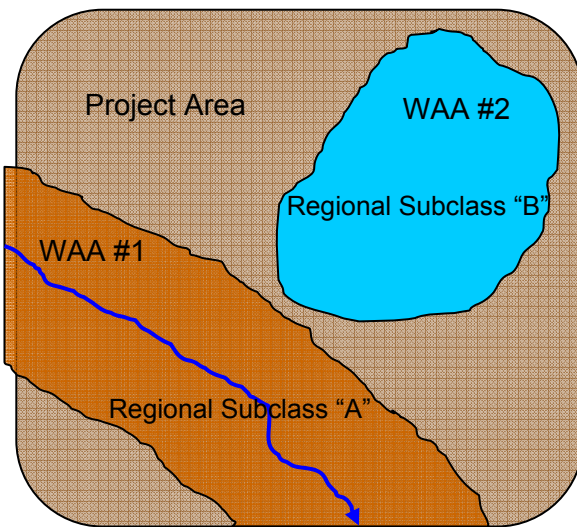 Project Area
WAA #2
Regional Subclass “B”
WAA #1
Regional Subclass “A”